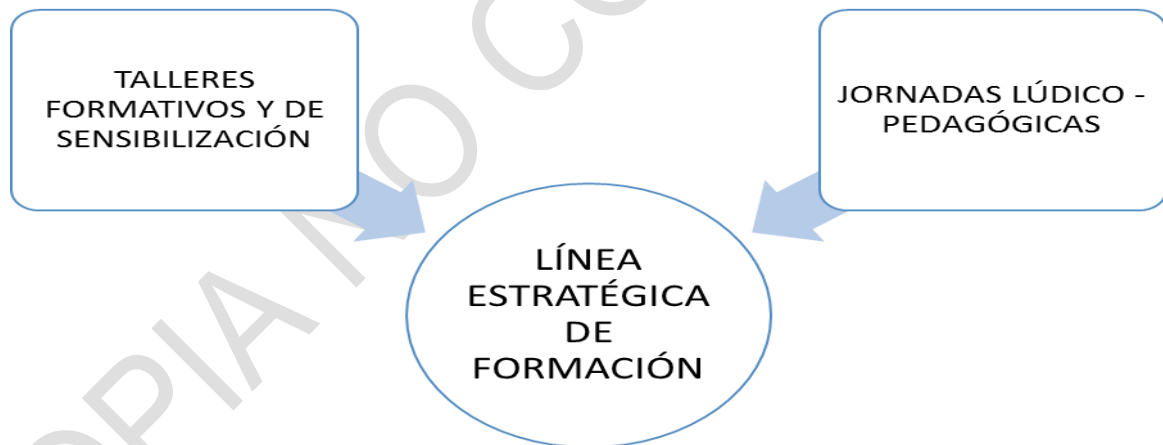 TALLERES
FORMATIVOS Y DE
SENSIBILIZACIÓN
JORNADAS LÚDICO -
PEDAGÓGICAS
LÍNEA
ESTRATÉGICA
DE
FORMACIÓN